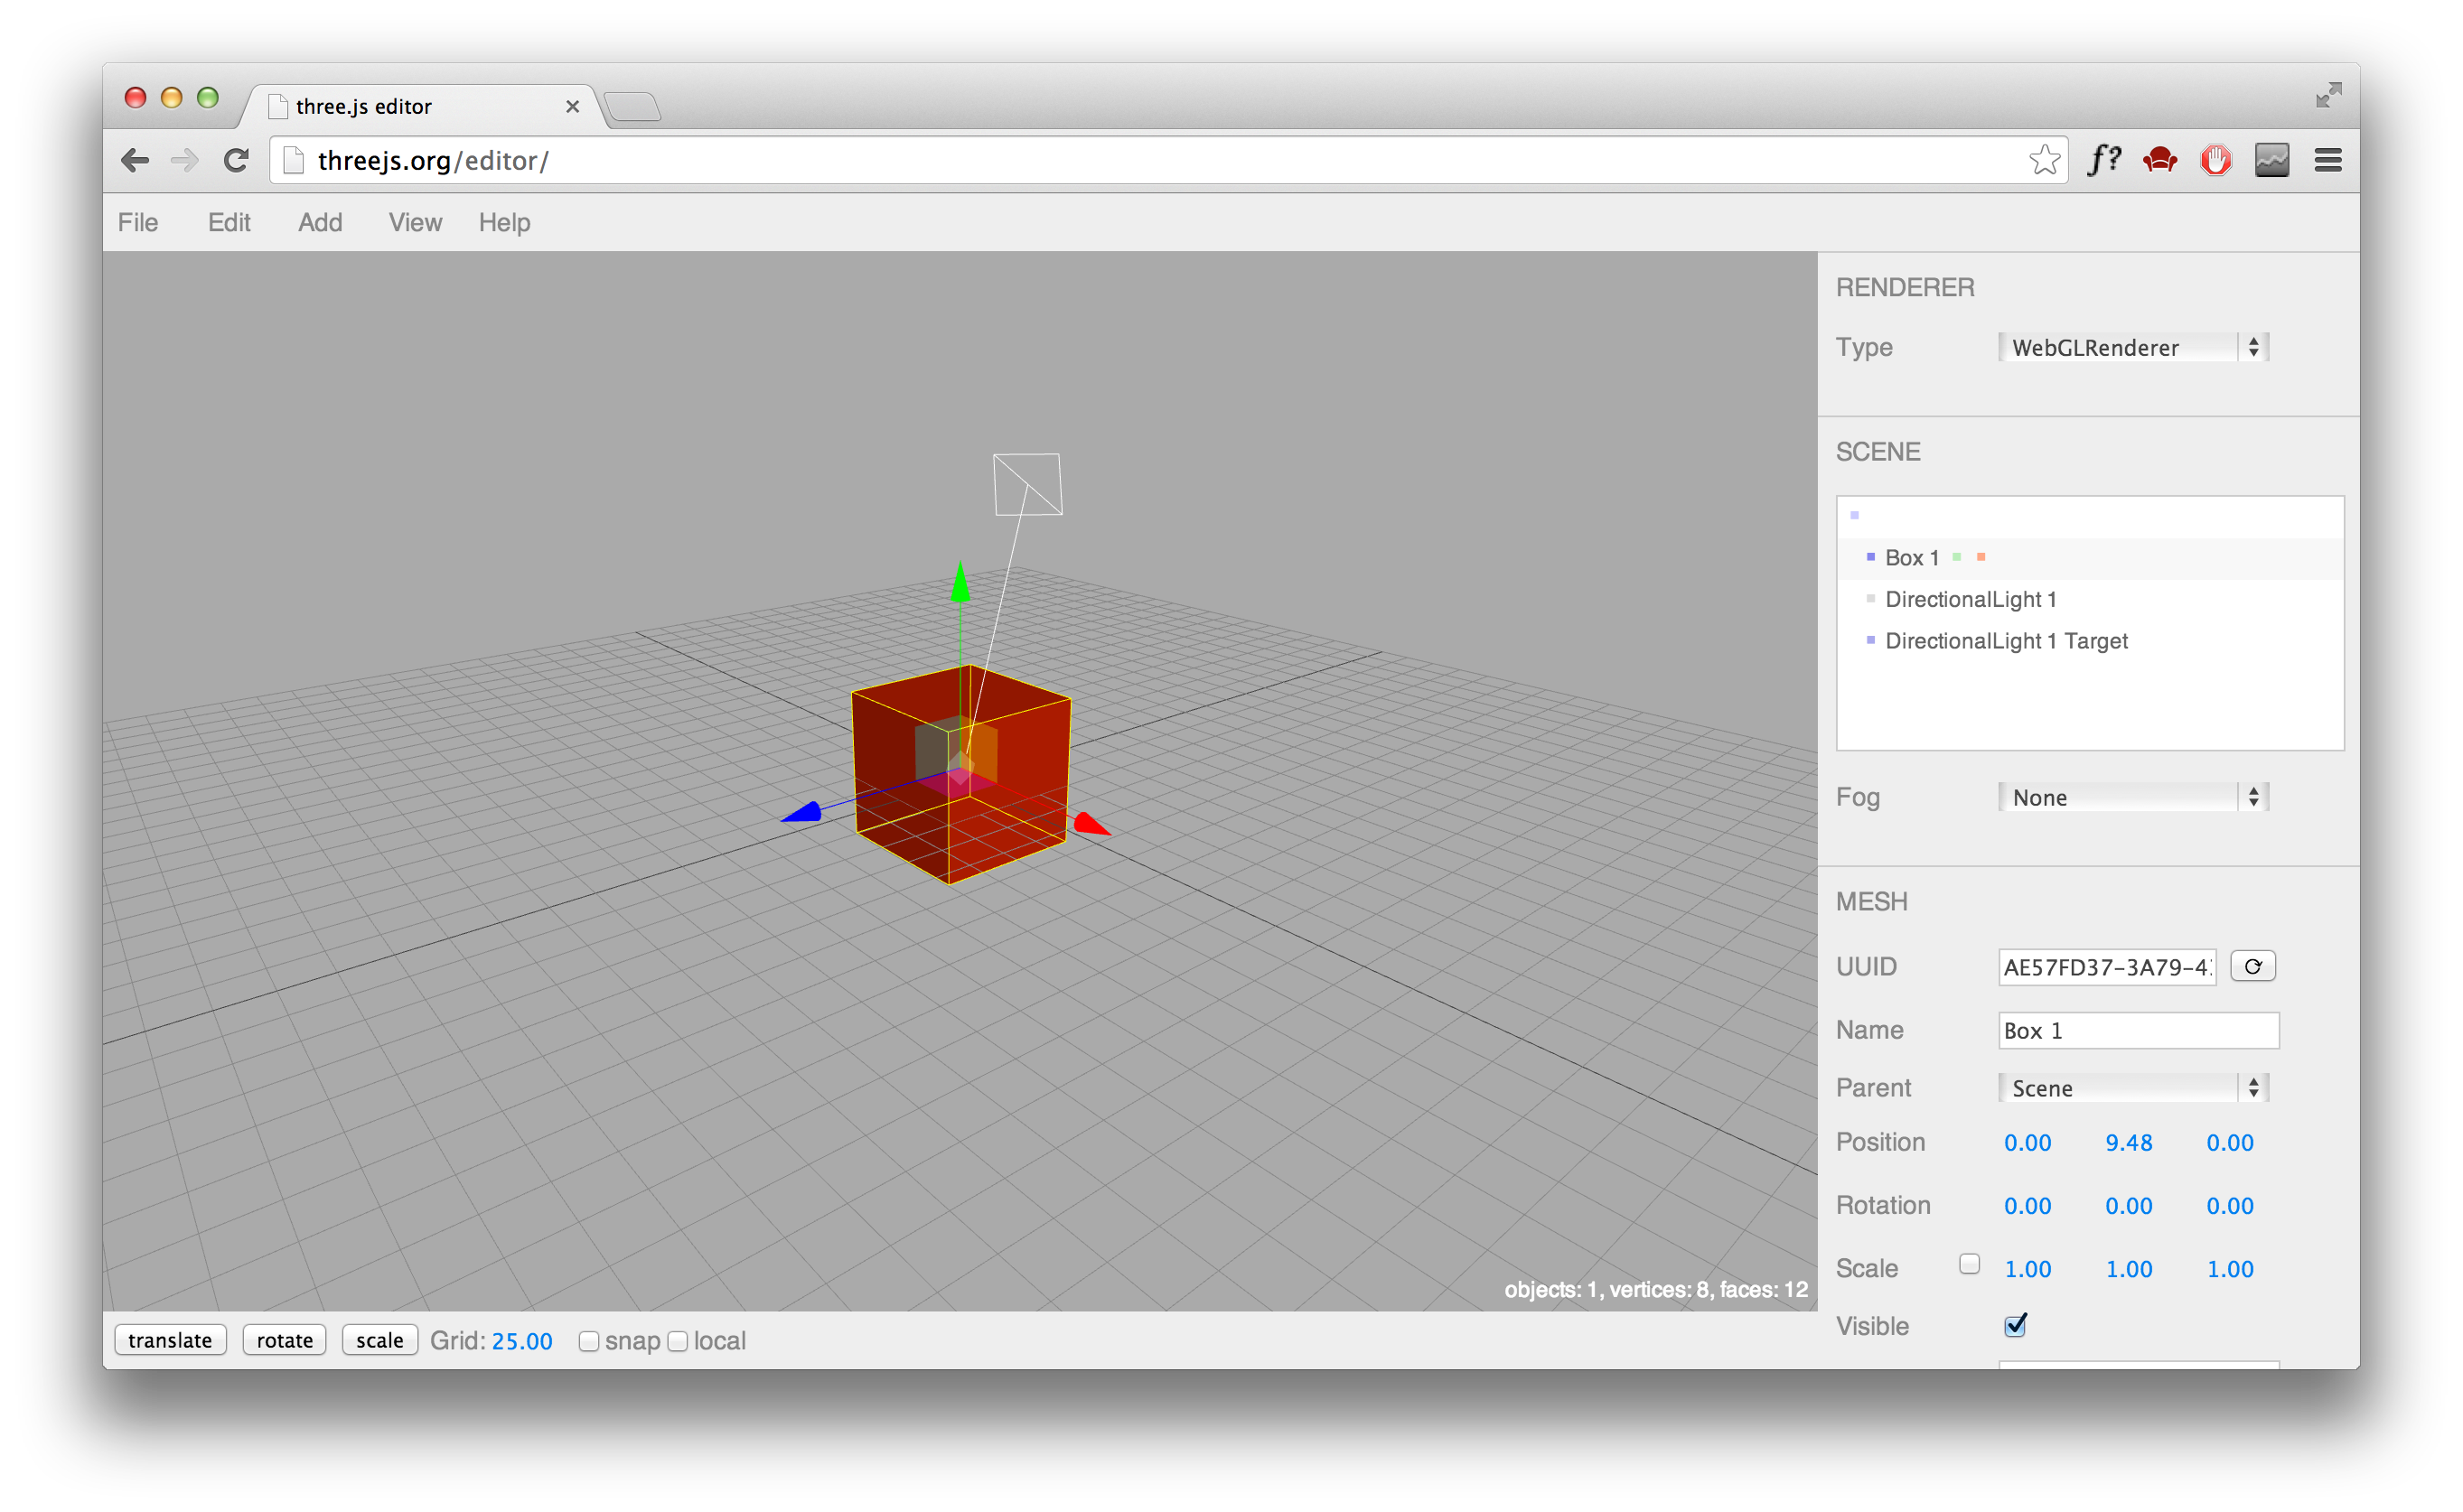 three.js editor
threejs.org/editor/
f?
File Edit Add View Help
RENDERER
Type WebGLRenderer
SCENE
Box 1
DirectionalLight 1
DirectionalLight 1 Target
Fog None
MESH
UUID AE57FD37-3A79-4
Name Box 1
Parent Scene
Position 0.00 9.48 0.00
Rotation 0.00 0.00 0.00
Scale 1.00 1.00 1.00
Visible
objects: 1, vertices: 8, faces: 12
translate rotate scale Grid: 25.00 snap local